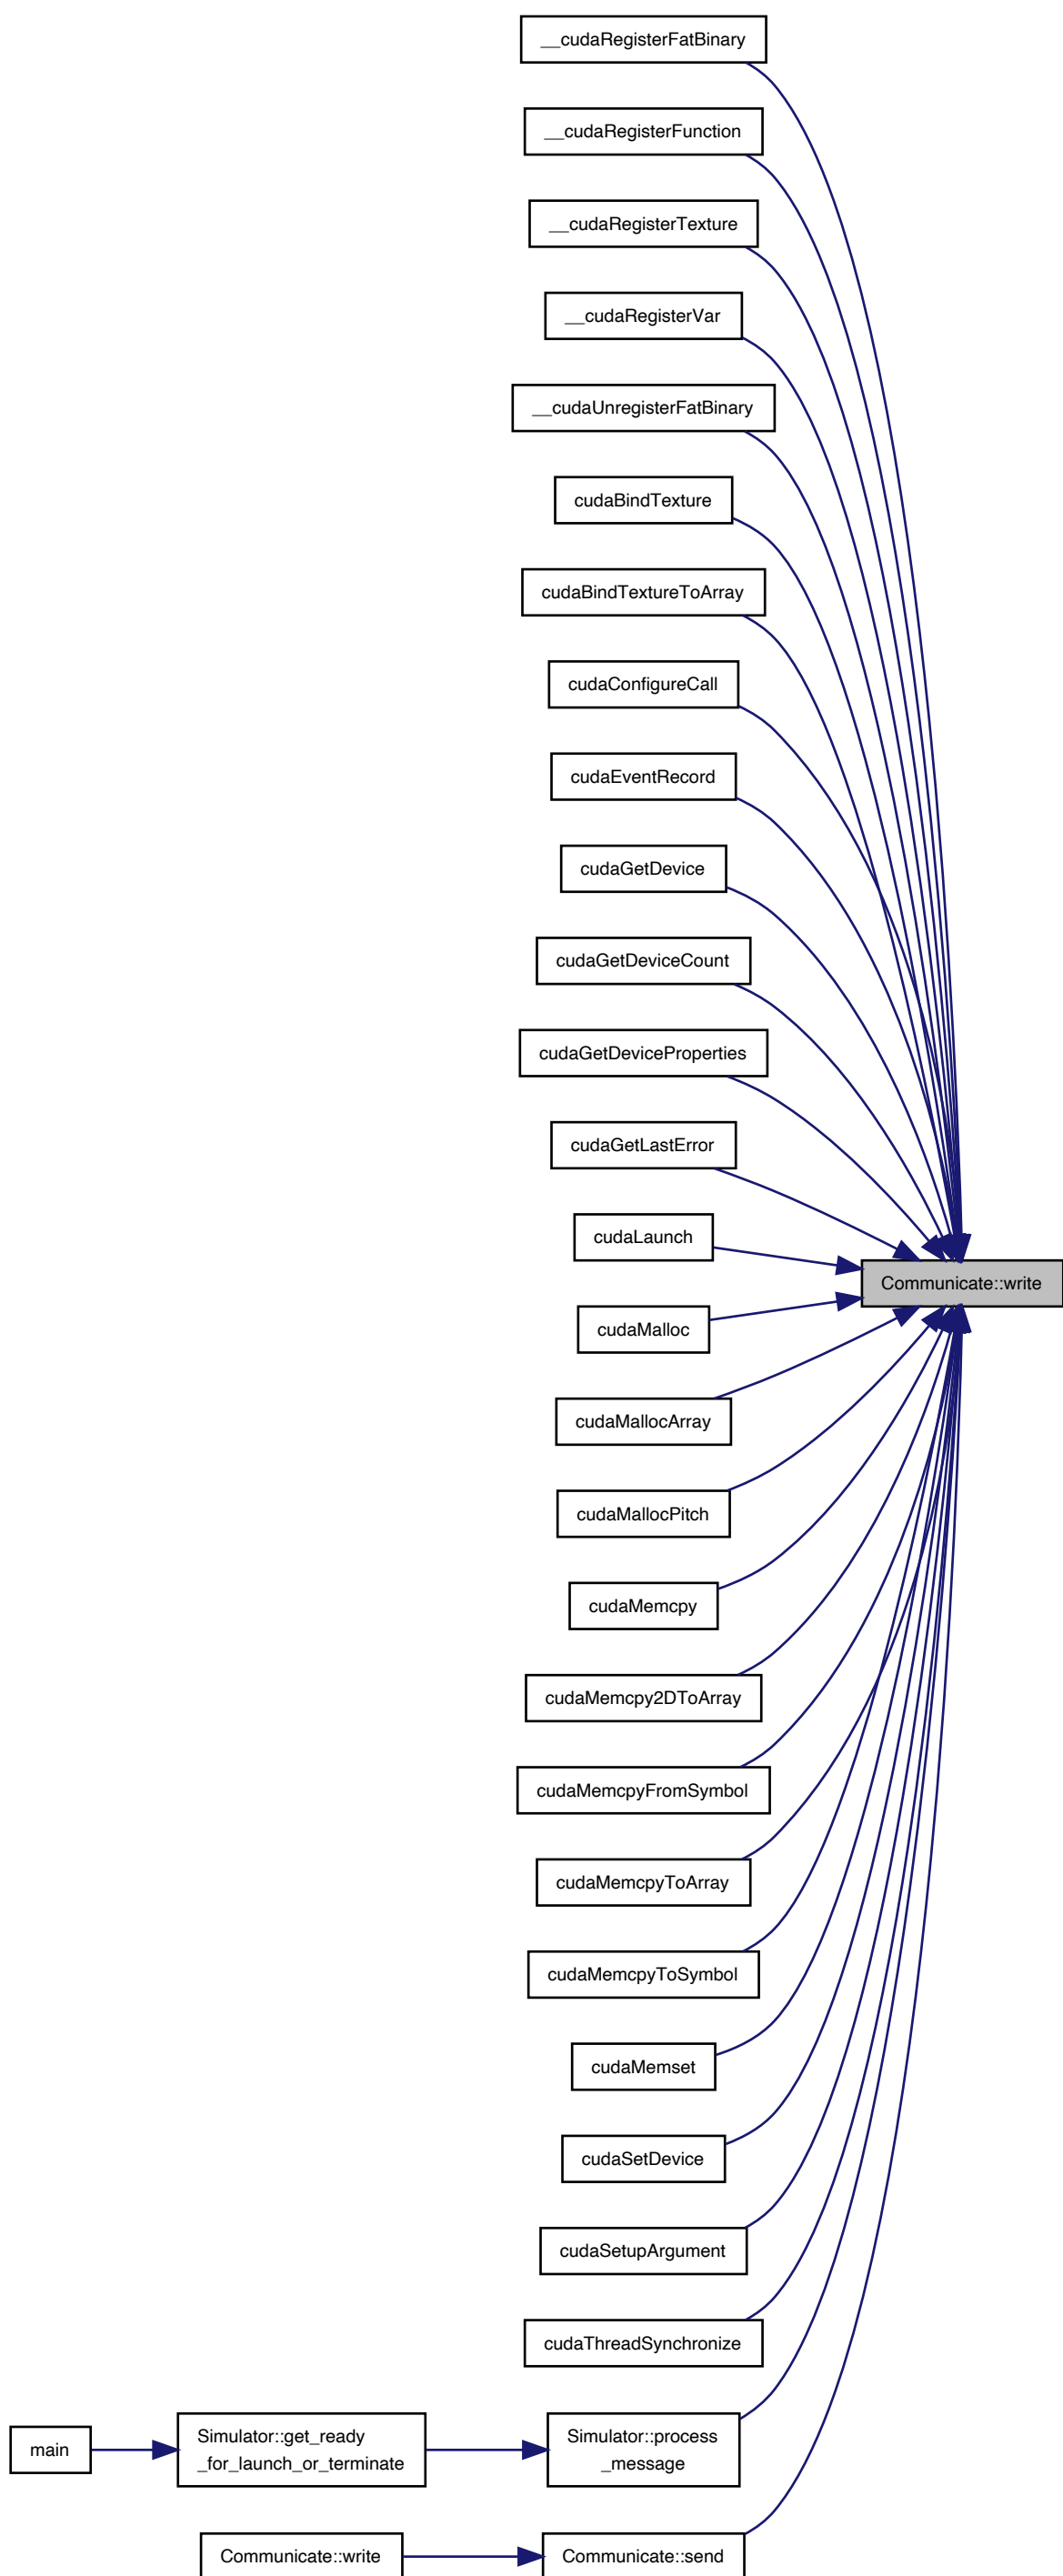 __cudaRegisterFatBinary
__cudaRegisterFunction
__cudaRegisterTexture
__cudaRegisterVar
__cudaUnregisterFatBinary
cudaBindTexture
cudaBindTextureToArray
cudaConfigureCall
cudaEventRecord
cudaGetDevice
cudaGetDeviceCount
cudaGetDeviceProperties
cudaGetLastError
cudaLaunch
Communicate::write
cudaMalloc
cudaMallocArray
cudaMallocPitch
cudaMemcpy
cudaMemcpy2DToArray
cudaMemcpyFromSymbol
cudaMemcpyToArray
cudaMemcpyToSymbol
cudaMemset
cudaSetDevice
cudaSetupArgument
cudaThreadSynchronize
main
Simulator::get_ready
_for_launch_or_terminate
Simulator::process
_message
Communicate::write
Communicate::send